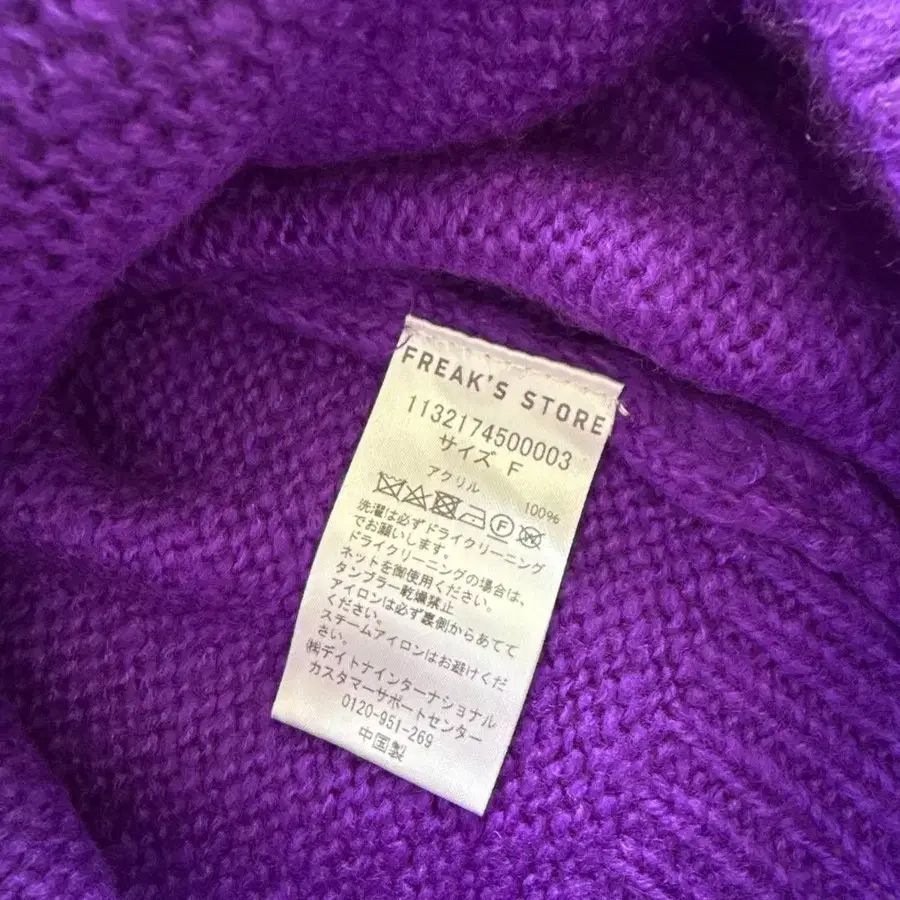 FREAK'S STORE
1132174500003
サイズ F
アクリル 100%
洗濯は必ずドライクリーニング
でお願いします。
ドライクリーニングの場合は、
ネットを御使用ください。
タンブラー乾燥禁止
アイロンは必ず裏側からあてて
ください。
スチームアイロンはお避けくだ
さい。
㈱デイトナインターナショナル
カスタマーサポートセンター
0120-951-269
中国製